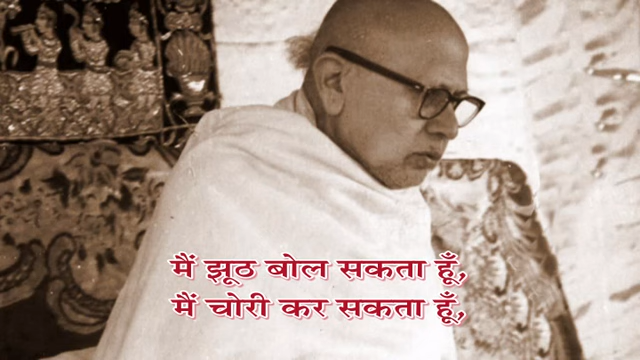 मैं झूठ बोल सकता हूँ,
मैं चोरी कर सकता हूँ,